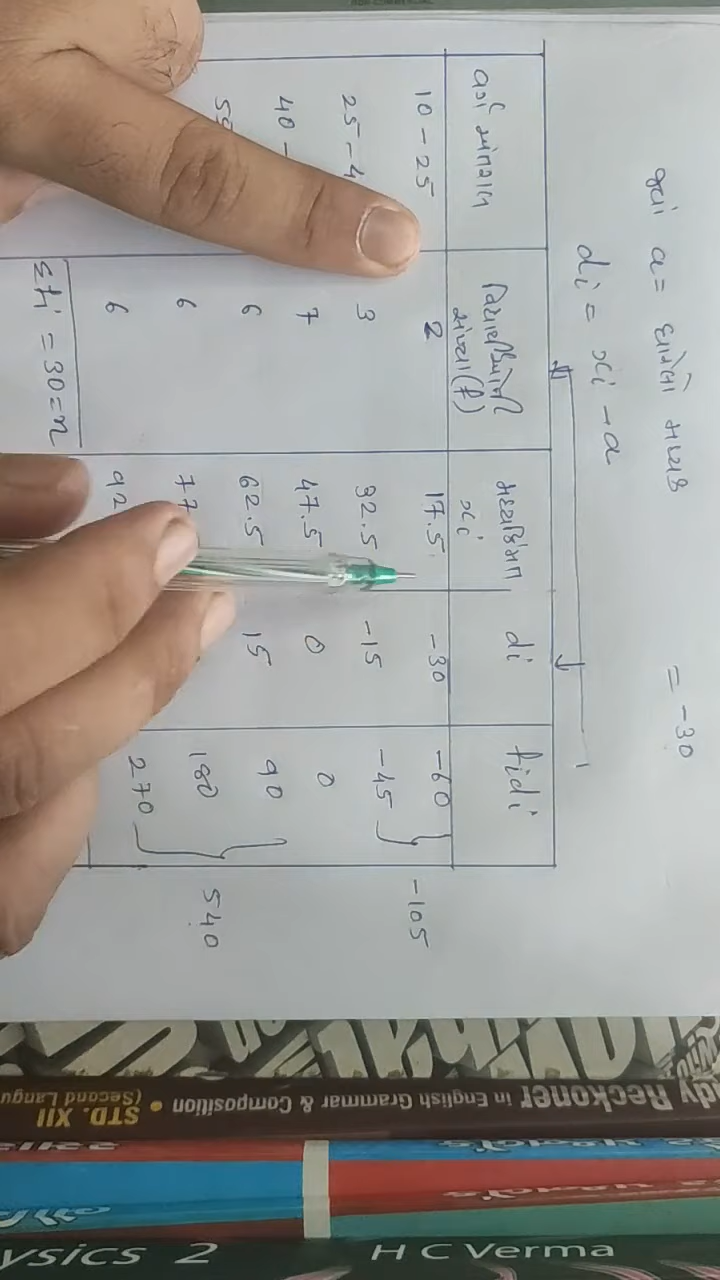 જ્યાં a = ધારેલો મધ્યક = -30
di = xi - a
વર્ગ અંતરાલ વિદ્યાર્થીઓની સંખ્યા (f) મધ્યકિંમત xi di fidi
10 - 25 2 17.5 -30 -60
25 - 4 3 32.5 -15 -45
40 - 7 47.5 0 0
6 62.5 15 90
6 77 180
6 92 270
Σfi = 30 = n
-105
540
dy Reckoner in English Grammar & Composition • STD. XII
(Second Langu
ysics 2 H C Verma